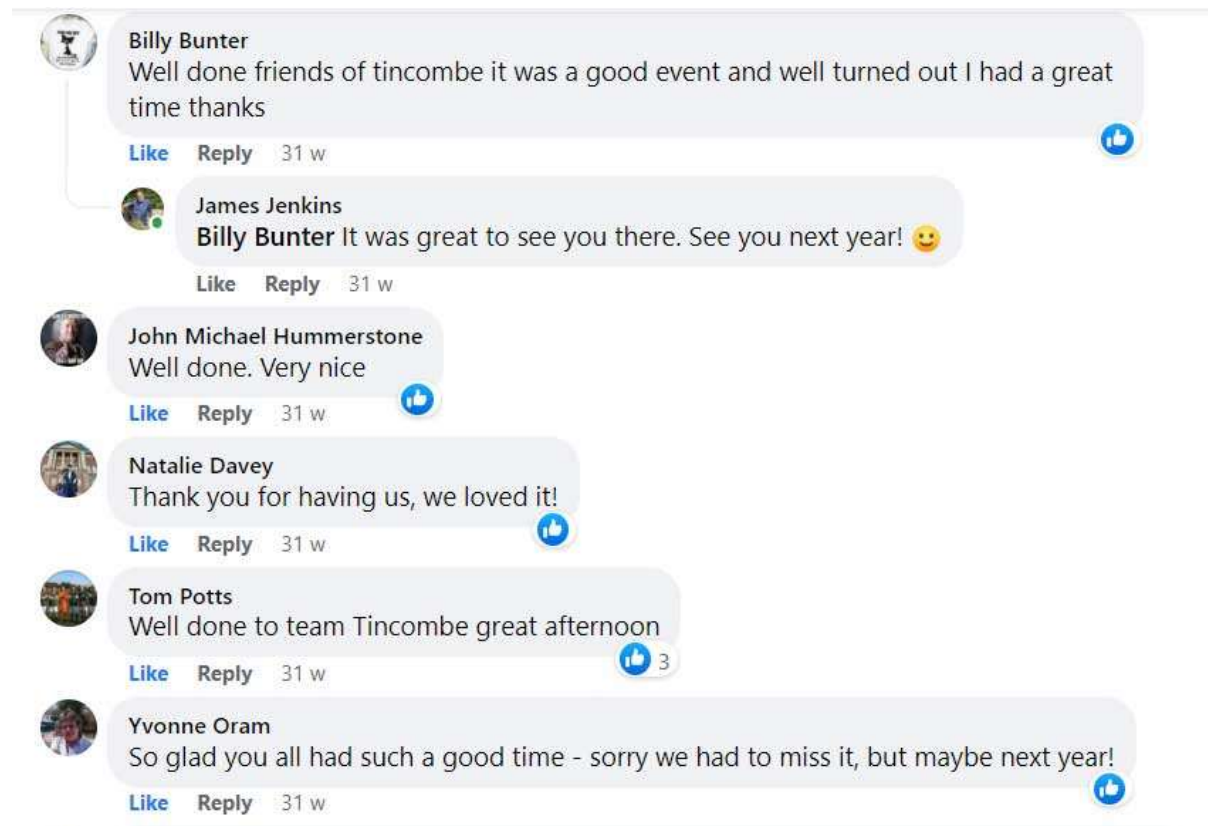 Billy Bunter
Well done friends of tincombe it was a good event and well turned out I had a great
time thanks
Like Reply 31 w
James Jenkins
Billy Bunter It was great to see you there. See you next year! 🙂
Like Reply 31 w
John Michael Hummerstone
Well done. Very nice
Like Reply 31 w
Natalie Davey
Thank you for having us, we loved it!
Like Reply 31 w
Tom Potts
Well done to team Tincombe great afternoon
3
Like Reply 31 w
Yvonne Oram
So glad you all had such a good time - sorry we had to miss it, but maybe next year!
Like Reply 31 w